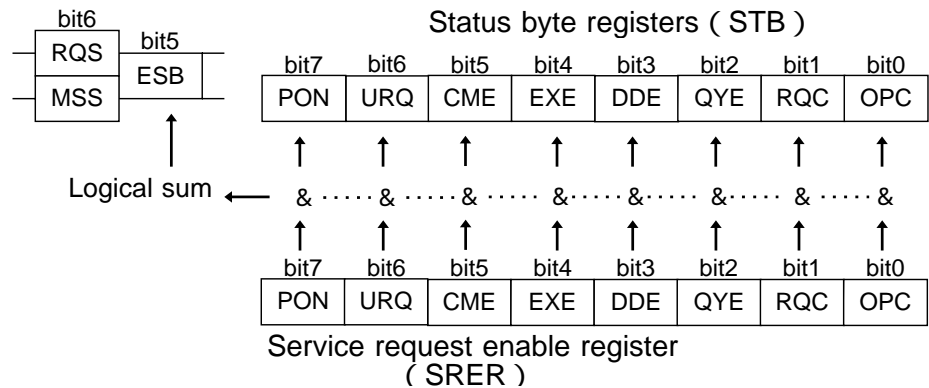 bit6
RQS
MSS
bit5
ESB
Status byte registers ( STB )
bit7 bit6 bit5 bit4 bit3 bit2 bit1 bit0
PON URQ CME EXE DDE QYE RQC OPC
Logical sum
& & & & & & & &
bit7 bit6 bit5 bit4 bit3 bit2 bit1 bit0
PON URQ CME EXE DDE QYE RQC OPC
Service request enable register
( SRER )